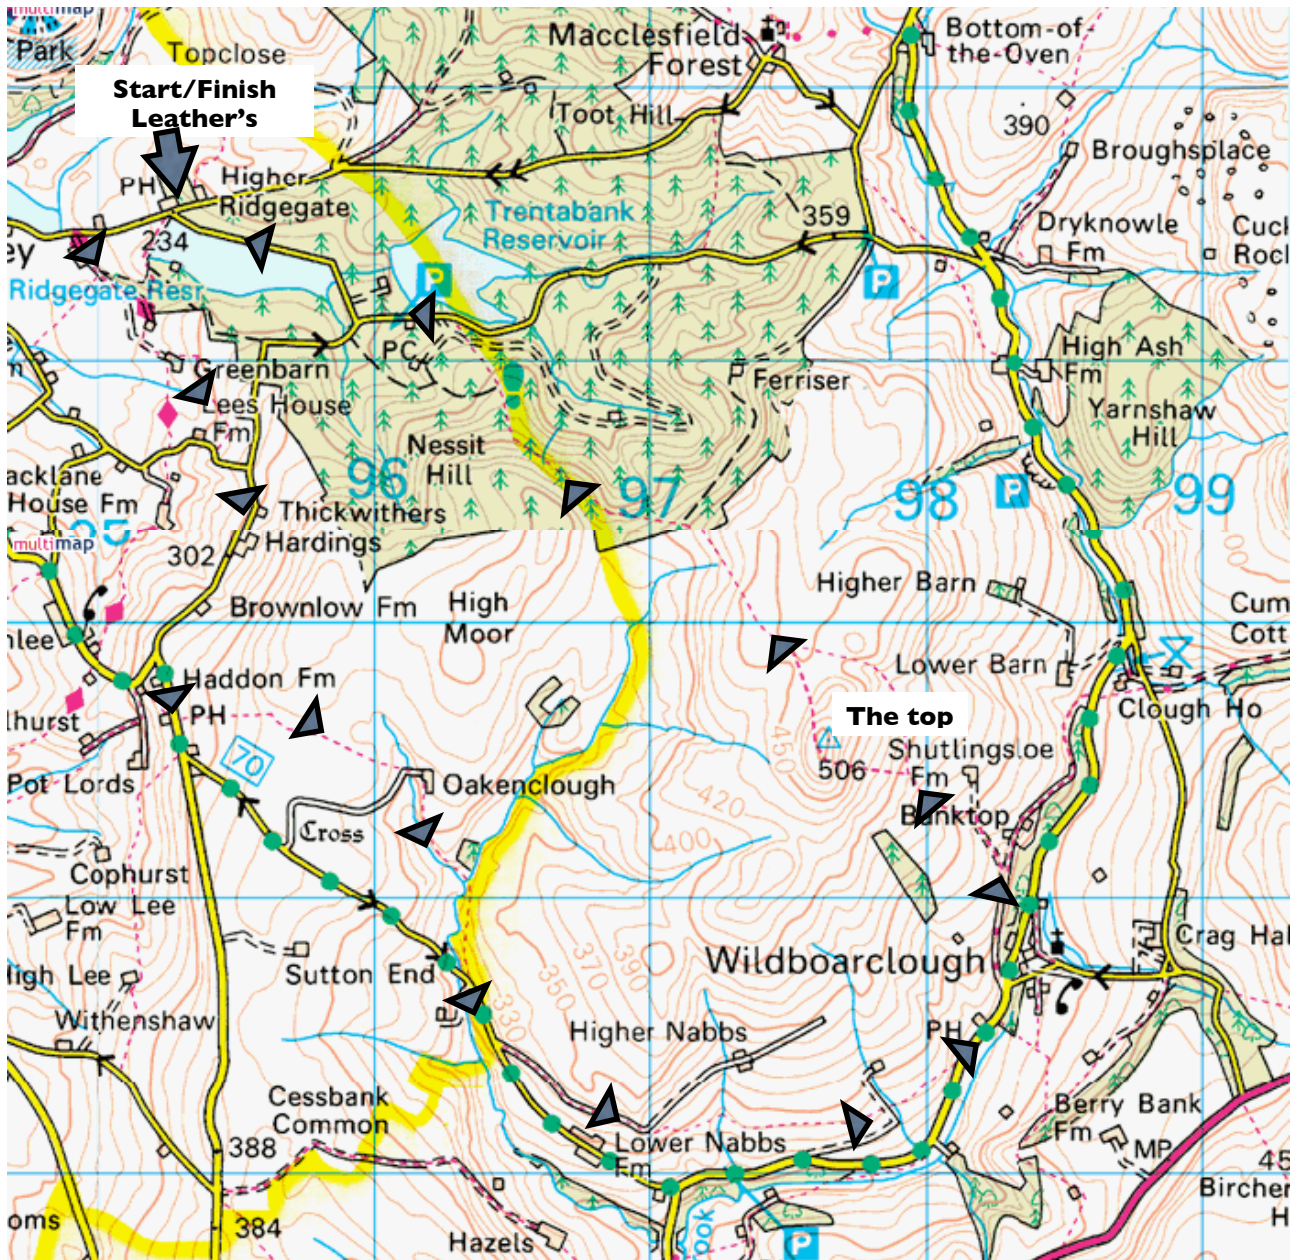 multimap
Park
Topclose
Macclesfield
Forest
Bottom-of-
the-Oven
Start/Finish
Leather's
Toot Hill
390
Broughsplace
PH
Higher
Ridgegate
Trentabank
Reservoir
359
Dryknowle
Fm
Cucl
Rocl
ey
234
P
P
Ridgegate Resr
PC
Greenbarn
Ferriser
High Ash
Fm
m
Lees House
Fm
Yarnshaw
Hill
Nessit
Hill
96
97
98
99
P
acklane
House Fm
Thickwithers
95
multimap
302
Hardings
Higher Barn
Brownlow Fm
High
Moor
Cum
Cott
nlee
Lower Barn
Haddon Fm
Clough Ho
lhurst
PH
The top
450
Shutlingsloe
Fm
506
70
Pot Lords
Oakenclough
420
Banktop
Cross
400
Cophurst
Low Lee
Fm
Wildboarclough
Crag Hal
High Lee
Sutton End
390
370
350
330
Withenshaw
Higher Nabbs
PH
Cessbank
Common
Berry Bank
Fm
388
Lower Nabbs
Fm
MP
45
Bircher
H
oms
384
Hazels
ook
P